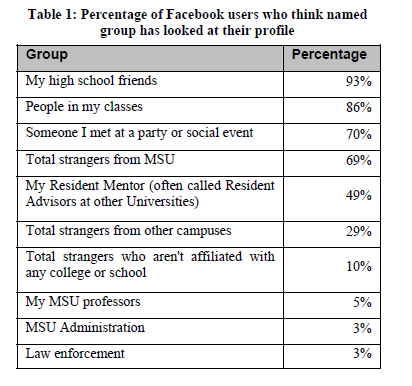 Table 1: Percentage of Facebook users who think named
group has looked at their profile
Group Percentage
My high school friends 93%
People in my classes 86%
Someone I met at a party or social event 70%
Total strangers from MSU 69%
My Resident Mentor (often called Resident
Advisors at other Universities) 49%
Total strangers from other campuses 29%
Total strangers who aren't affiliated with
any college or school 10%
My MSU professors 5%
MSU Administration 3%
Law enforcement 3%